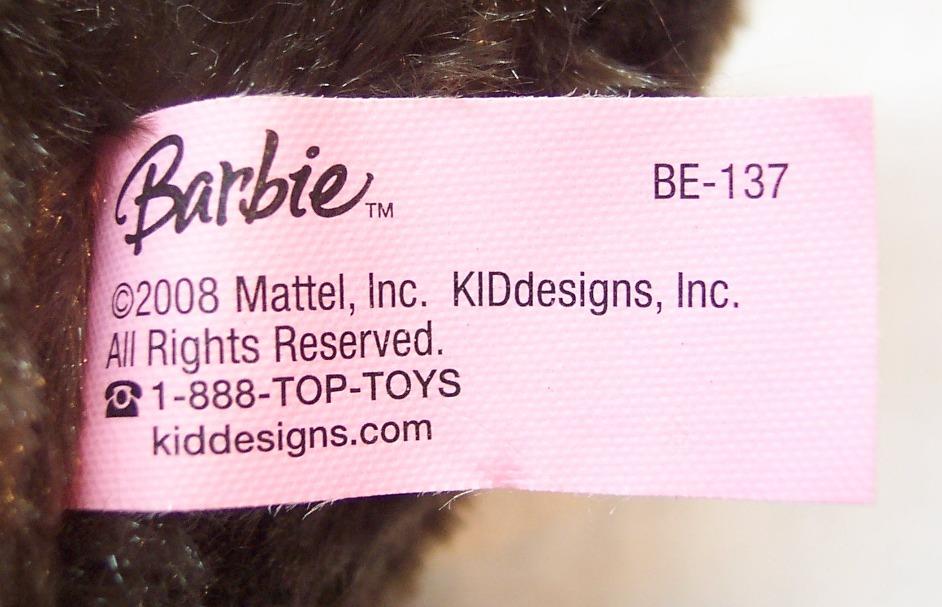 Barbie™ BE-137
©2008 Mattel, Inc. KIDdesigns, Inc.
All Rights Reserved.
☎ 1-888-TOP-TOYS
kiddesigns.com